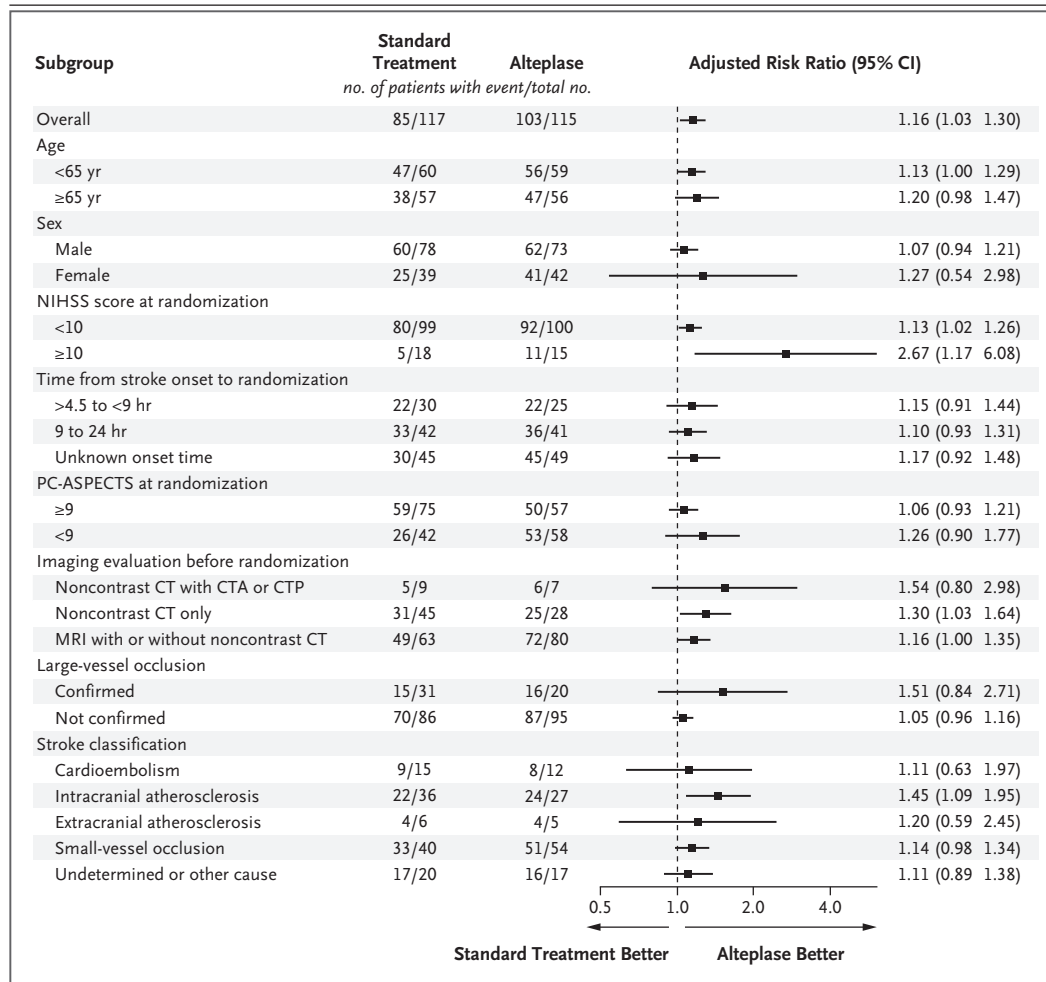 Subgroup Standard Treatment Alteplase Adjusted Risk Ratio (95% CI)
no. of patients with event/total no.
Overall 85/117 103/115 1.16 (1.03 1.30)
Age
<65 yr 47/60 56/59 1.13 (1.00 1.29)
≥65 yr 38/57 47/56 1.20 (0.98 1.47)
Sex
Male 60/78 62/73 1.07 (0.94 1.21)
Female 25/39 41/42 1.27 (0.54 2.98)
NIHSS score at randomization
<10 80/99 92/100 1.13 (1.02 1.26)
≥10 5/18 11/15 2.67 (1.17 6.08)
Time from stroke onset to randomization
>4.5 to <9 hr 22/30 22/25 1.15 (0.91 1.44)
9 to 24 hr 33/42 36/41 1.10 (0.93 1.31)
Unknown onset time 30/45 45/49 1.17 (0.92 1.48)
PC-ASPECTS at randomization
≥9 59/75 50/57 1.06 (0.93 1.21)
<9 26/42 53/58 1.26 (0.90 1.77)
Imaging evaluation before randomization
Noncontrast CT with CTA or CTP 5/9 6/7 1.54 (0.80 2.98)
Noncontrast CT only 31/45 25/28 1.30 (1.03 1.64)
MRI with or without noncontrast CT 49/63 72/80 1.16 (1.00 1.35)
Large-vessel occlusion
Confirmed 15/31 16/20 1.51 (0.84 2.71)
Not confirmed 70/86 87/95 1.05 (0.96 1.16)
Stroke classification
Cardioembolism 9/15 8/12 1.11 (0.63 1.97)
Intracranial atherosclerosis 22/36 24/27 1.45 (1.09 1.95)
Extracranial atherosclerosis 4/6 4/5 1.20 (0.59 2.45)
Small-vessel occlusion 33/40 51/54 1.14 (0.98 1.34)
Undetermined or other cause 17/20 16/17 1.11 (0.89 1.38)
0.5 1.0 2.0 4.0
Standard Treatment Better Alteplase Better